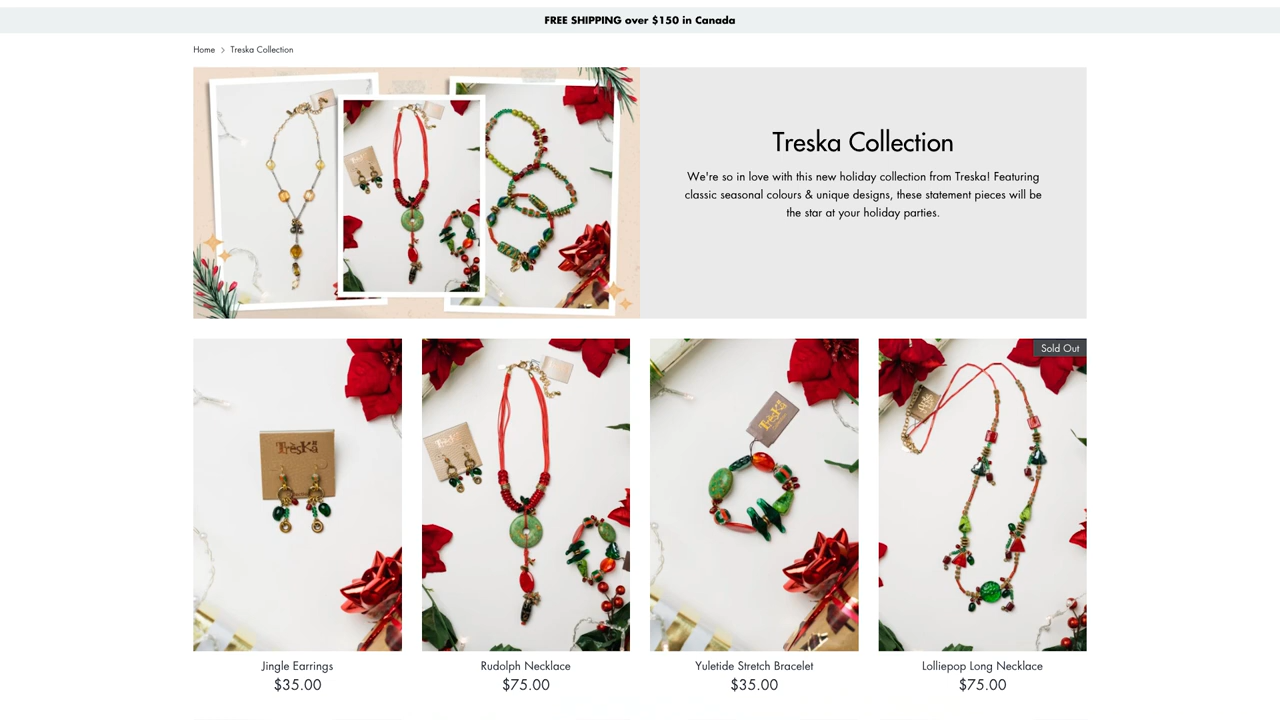 FREE SHIPPING over $150 in Canada
Home > Treska Collection
Treska Collection
We're so in love with this new holiday collection from Treska! Featuring
classic seasonal colours & unique designs, these statement pieces will be
the star at your holiday parties.
Sold Out
TresKa
TresKa
TresKa
Jingle Earrings
$35.00
Rudolph Necklace
$75.00
Yuletide Stretch Bracelet
$35.00
Lolliepop Long Necklace
$75.00